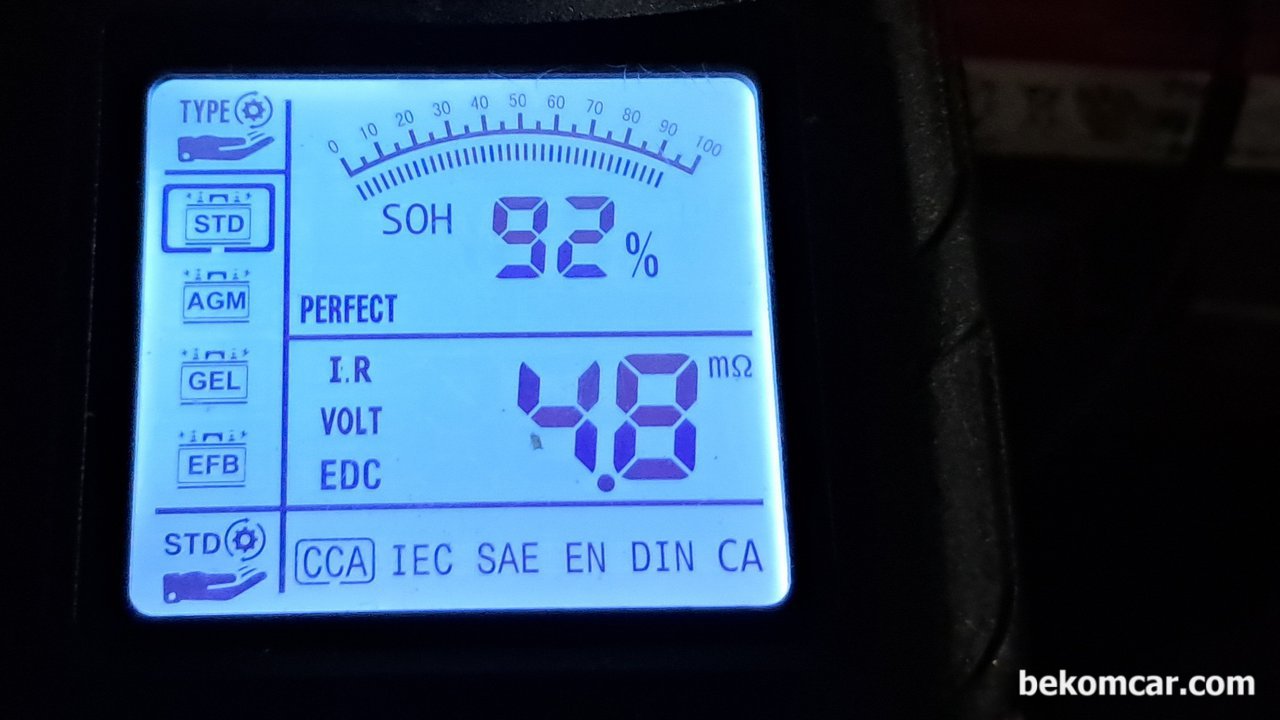 TYPE
0 10 20 30 40 50 60 70 80 90 100
STD
SOH 92 %
AGM
PERFECT
GEL
I.R 4.8 mΩ
VOLT
EFB
EDC
STD
CCA IEC SAE EN DIN CA
bekomcar.com